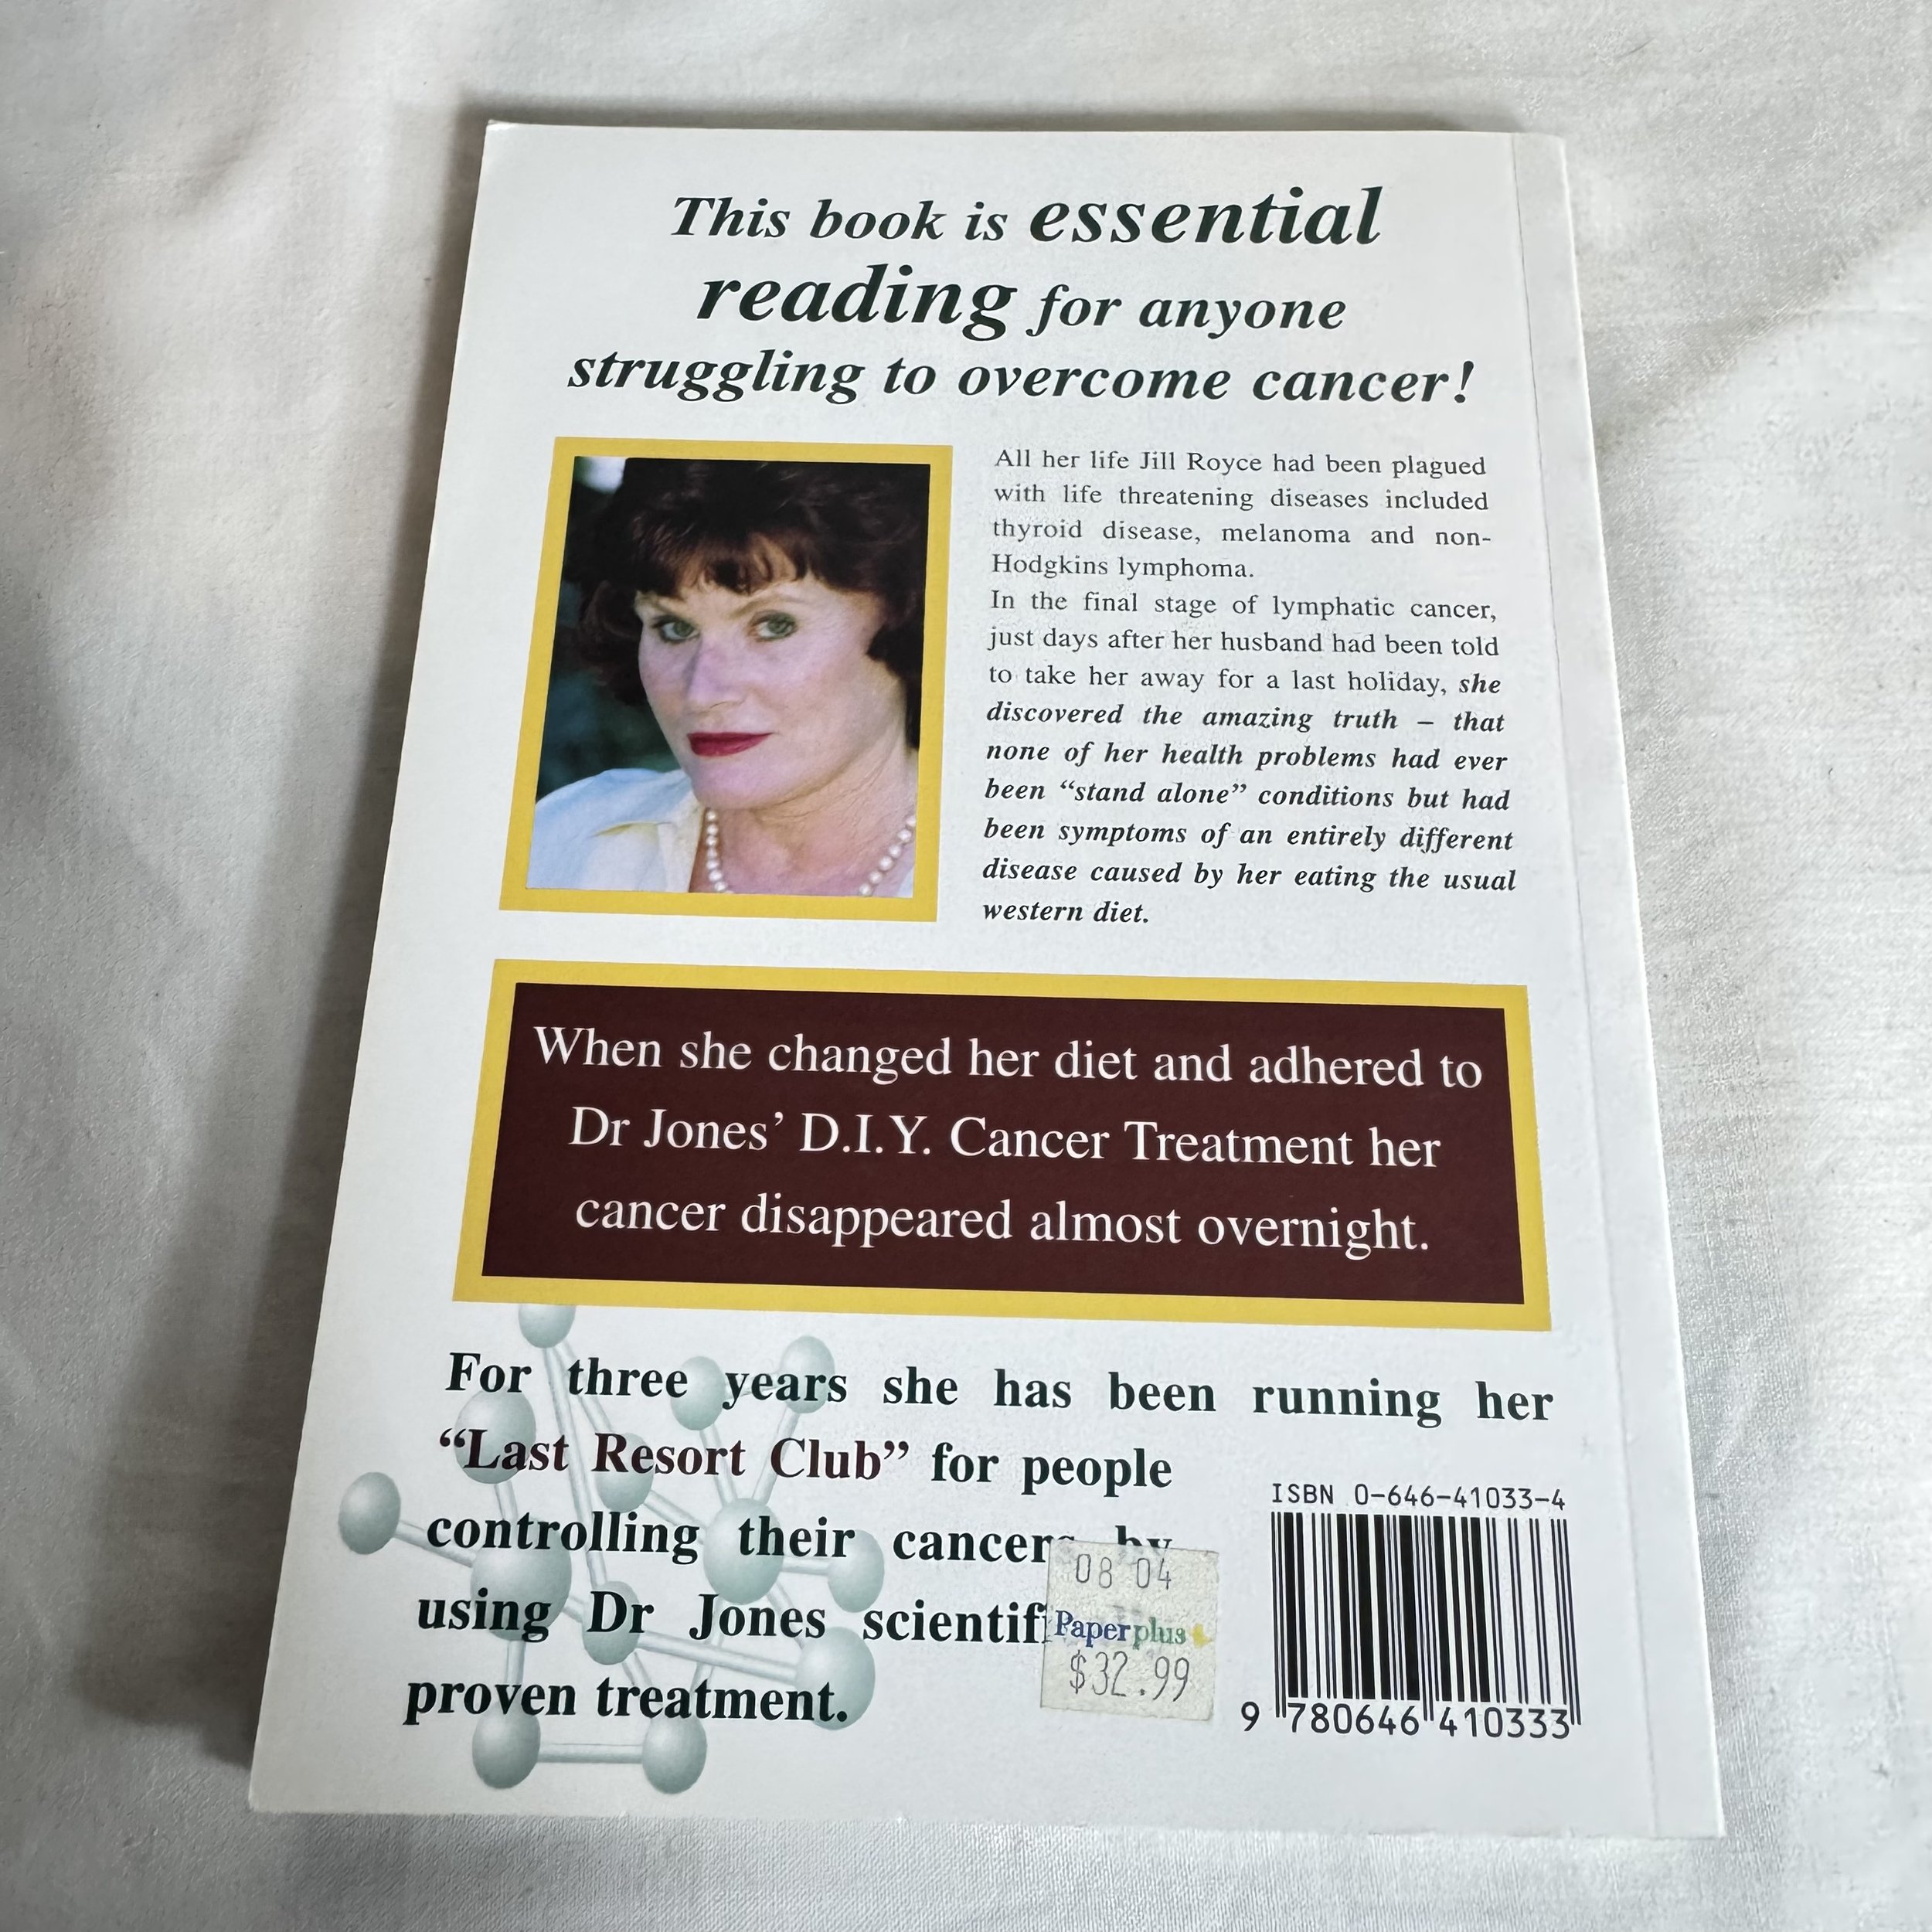 This book is essential
reading for anyone
struggling to overcome cancer!
All her life Jill Royce had been plagued
with life threatening diseases included
thyroid disease, melanoma and non-
Hodgkins lymphoma.
In the final stage of lymphatic cancer,
just days after her husband had been told
to take her away for a last holiday, she
discovered the amazing truth – that
none of her health problems had ever
been “stand alone” conditions but had
been symptoms of an entirely different
disease caused by her eating the usual
western diet.
When she changed her diet and adhered to
Dr Jones’ D.I.Y. Cancer Treatment her
cancer disappeared almost overnight.
For three years she has been running her
“Last Resort Club” for people
controlling their cancers by
using Dr Jones
proven treatment.
08 04
Paperplus
$32.99
ISBN 0-646-41033-4
9 780646 410333